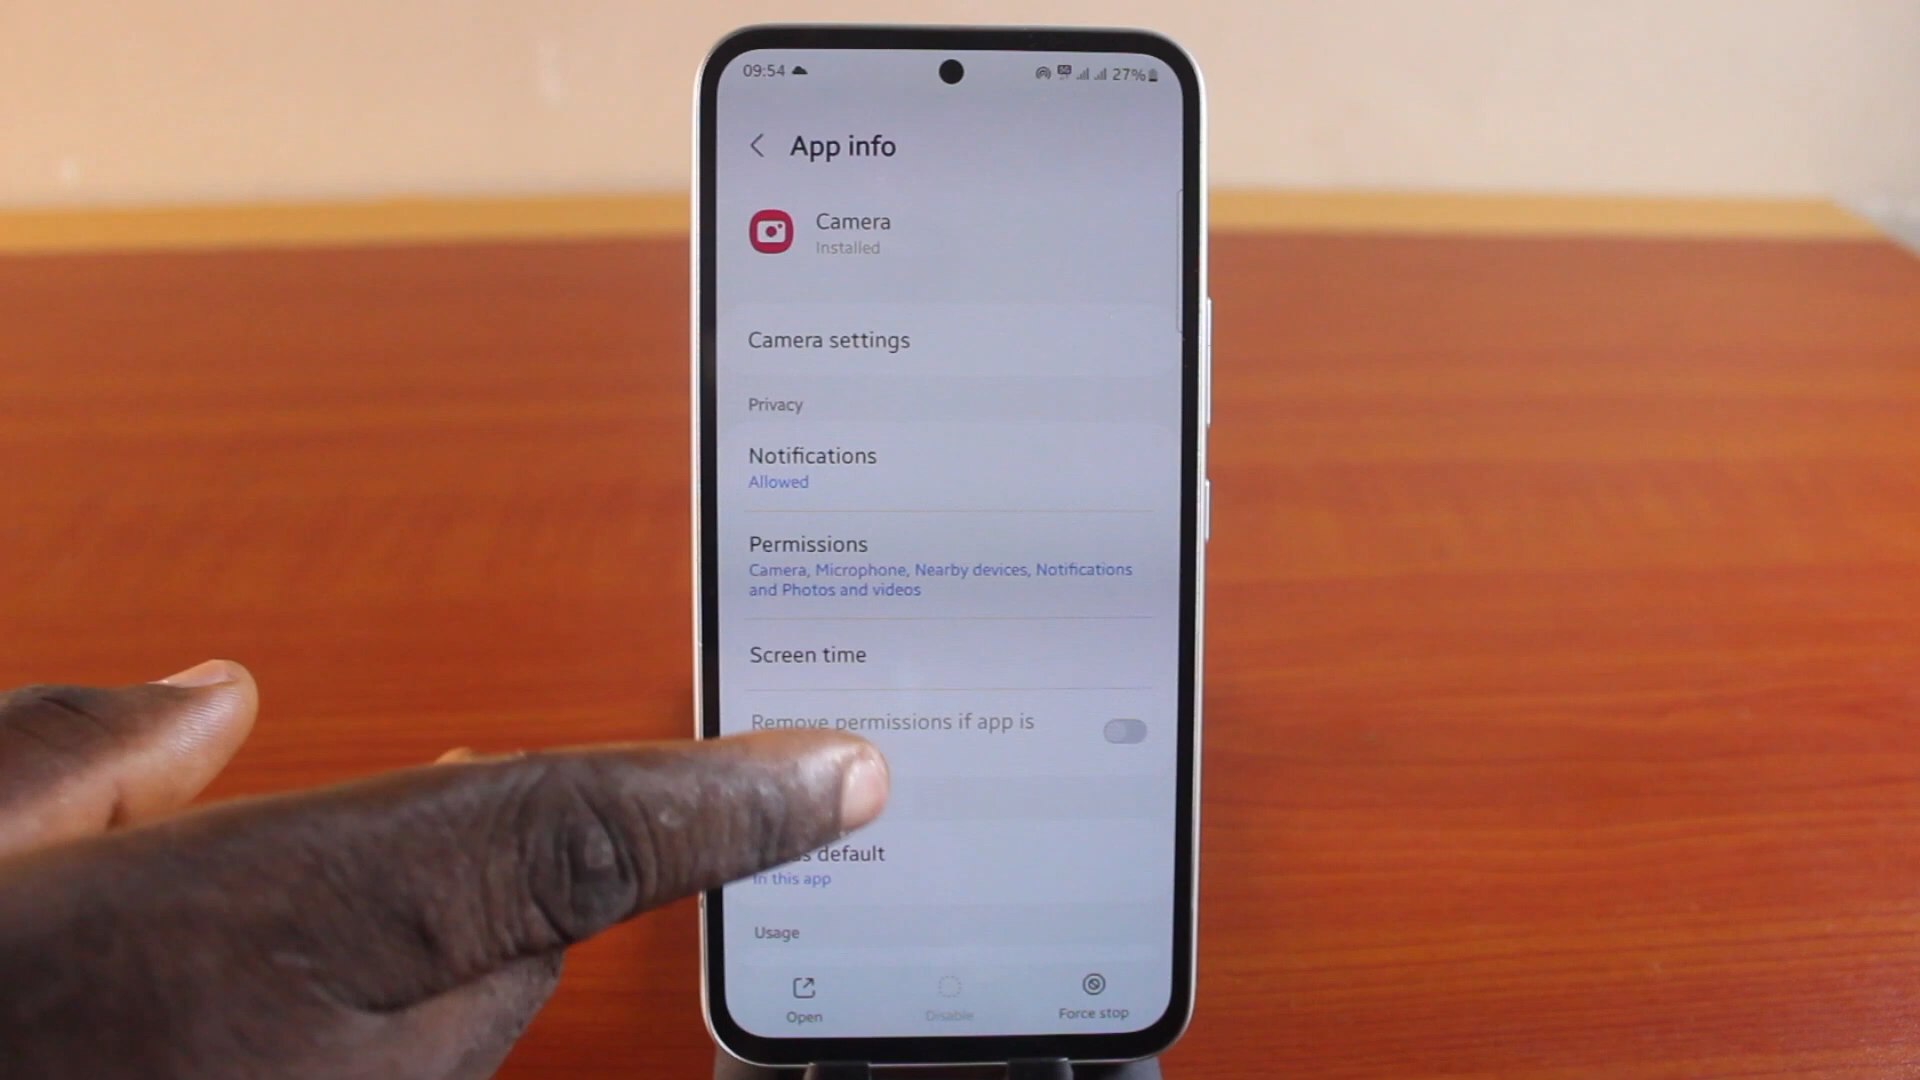 09:54
27%
App info
Camera
Installed
Camera settings
Privacy
Notifications
Allowed
Permissions
Camera, Microphone, Nearby devices, Notifications
and Photos and videos
Screen time
Remove permissions if app is
default
In this app
Usage
Open
Disable
Force stop